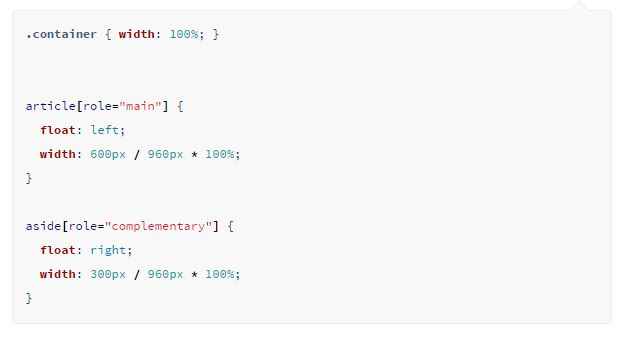 .container { width: 100%; }
article[role="main"] {
float: left;
width: 600px / 960px * 100%;
}
aside[role="complementary"] {
float: right;
width: 300px / 960px * 100%;
}